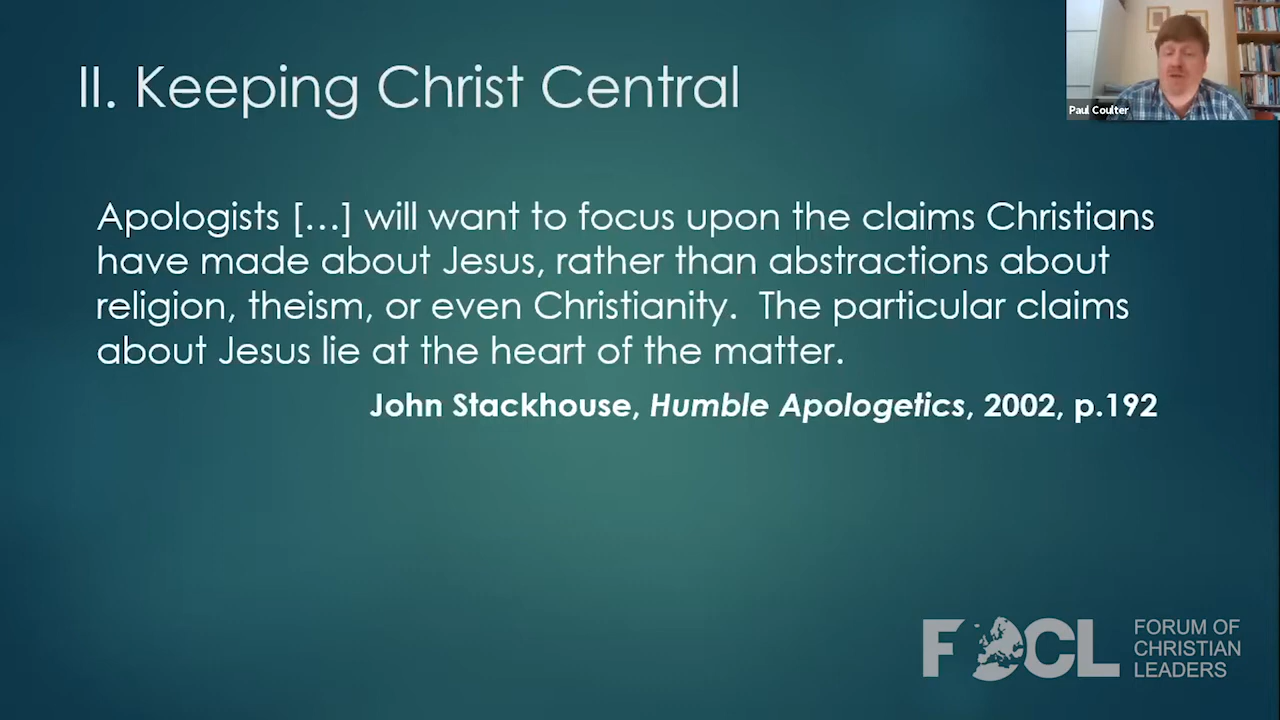 II. Keeping Christ Central
Paul Coulter
Apologists […] will want to focus upon the claims Christians
have made about Jesus, rather than abstractions about
religion, theism, or even Christianity.  The particular claims
about Jesus lie at the heart of the matter.
John Stackhouse, Humble Apologetics, 2002, p.192
FOCL
FORUM OF
CHRISTIAN
LEADERS